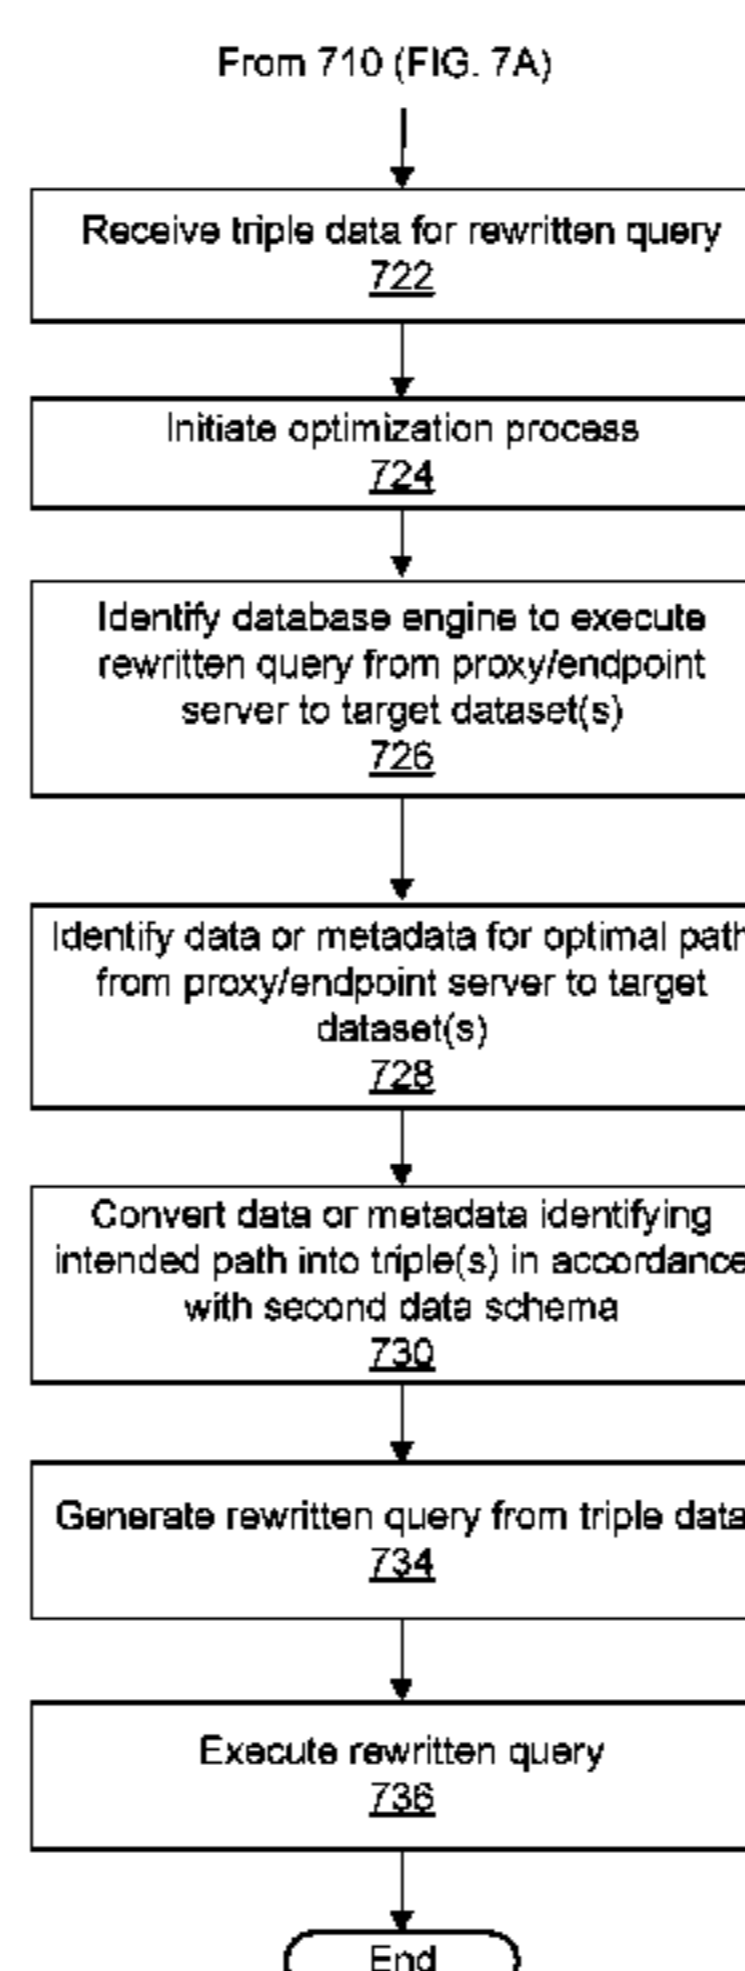 From 710 (FIG. 7A)
Receive triple data for rewritten query
722
Initiate optimization process
724
Identify database engine to execute
rewritten query from proxy/endpoint
server to target dataset(s)
726
Identify data or metadata for optimal path
from proxy/endpoint server to target
dataset(s)
728
Convert data or metadata identifying
intended path into triple(s) in accordance
with second data schema
730
Generate rewritten query from triple data
734
Execute rewritten query
736
End